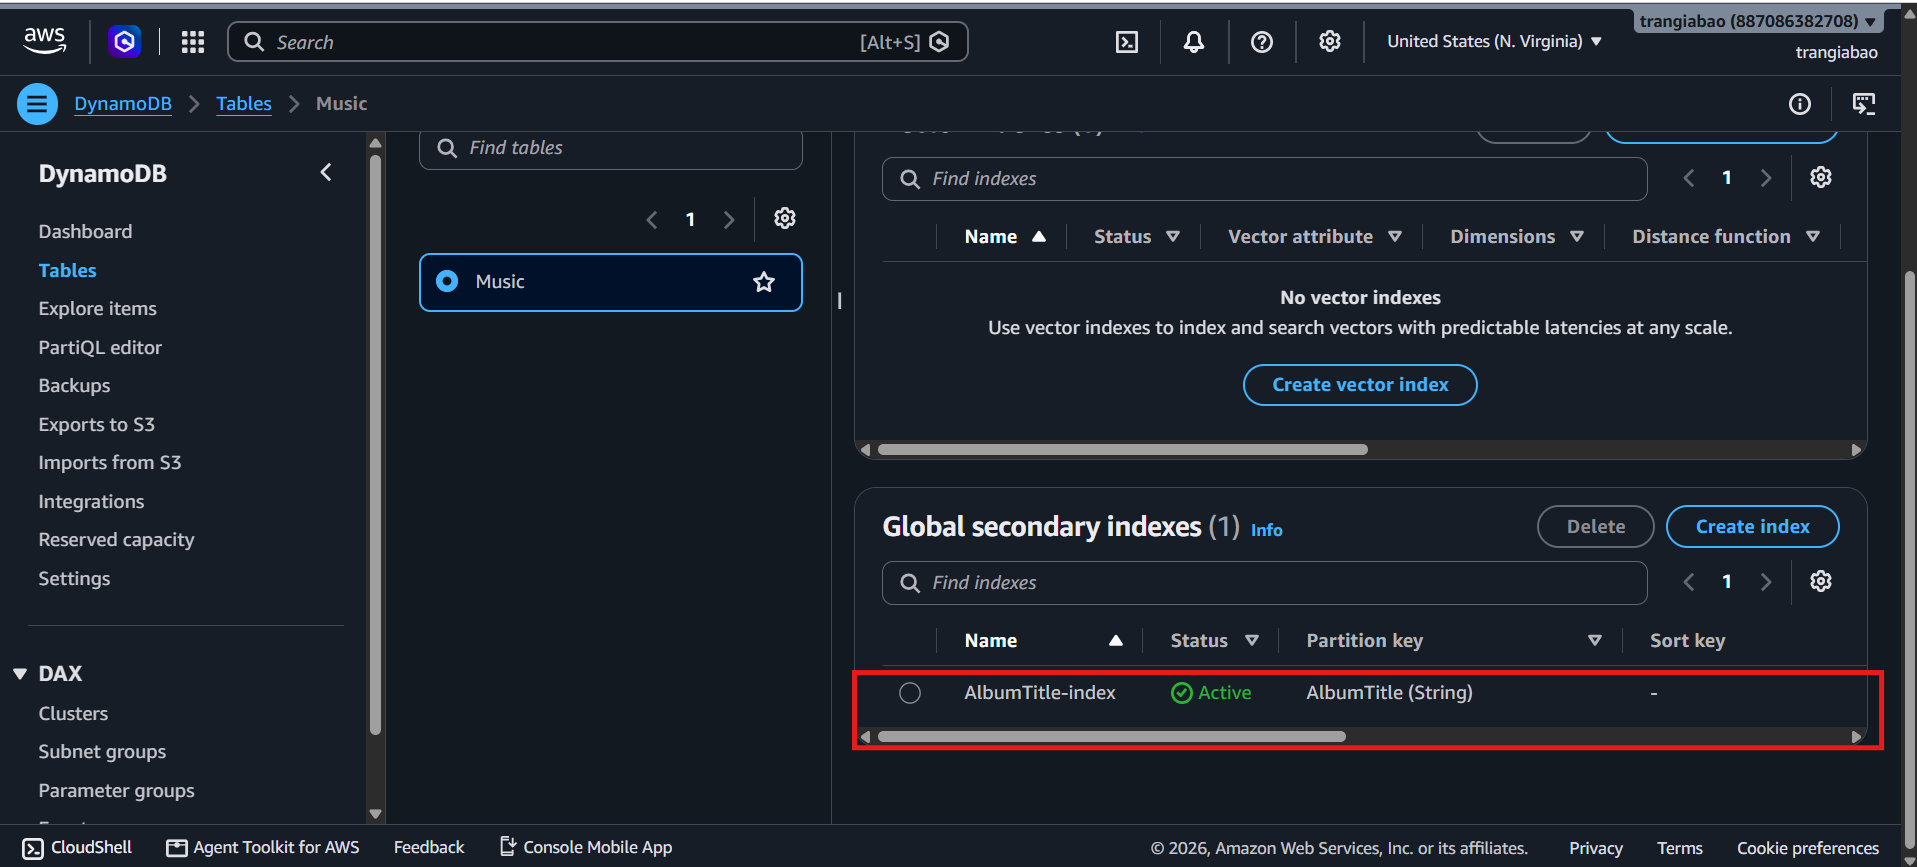 aws
Search [Alt+S]
United States (N. Virginia)
trangiabao (887086382708)
trangiabao
DynamoDB
Tables
Music
DynamoDB
Dashboard
Tables
Explore items
PartiQL editor
Backups
Exports to S3
Imports from S3
Integrations
Reserved capacity
Settings
DAX
Clusters
Subnet groups
Parameter groups
Find tables
1
Music
Find indexes
1
Name Status Vector attribute Dimensions Distance function
No vector indexes
Use vector indexes to index and search vectors with predictable latencies at any scale.
Create vector index
Global secondary indexes (1) Info
Delete Create index
Find indexes
1
Name Status Partition key Sort key
AlbumTitle-index Active AlbumTitle (String) -
CloudShell Agent Toolkit for AWS Feedback Console Mobile App
© 2026, Amazon Web Services, Inc. or its affiliates. Privacy Terms Cookie preferences